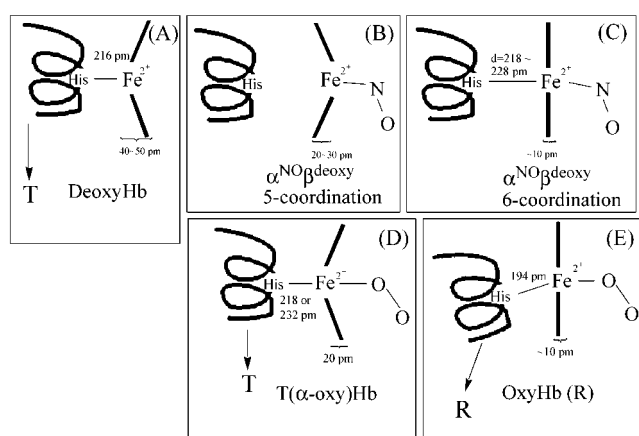 (A)
216 pm
His
Fe2+
40~50 pm
T
DeoxyHb
(B)
His
Fe2+
N
O
20~30 pm
αNOβdeoxy
5-coordination
(C)
d=218 ~
228 pm
His
Fe2+
N
O
~10 pm
αNOβdeoxy
6-coordination
(D)
His
Fe2-
O
O
218 or
232 pm
20 pm
T
T(α-oxy)Hb
(E)
194 pm
His
Fe2+
O
O
~10 pm
R
OxyHb (R)